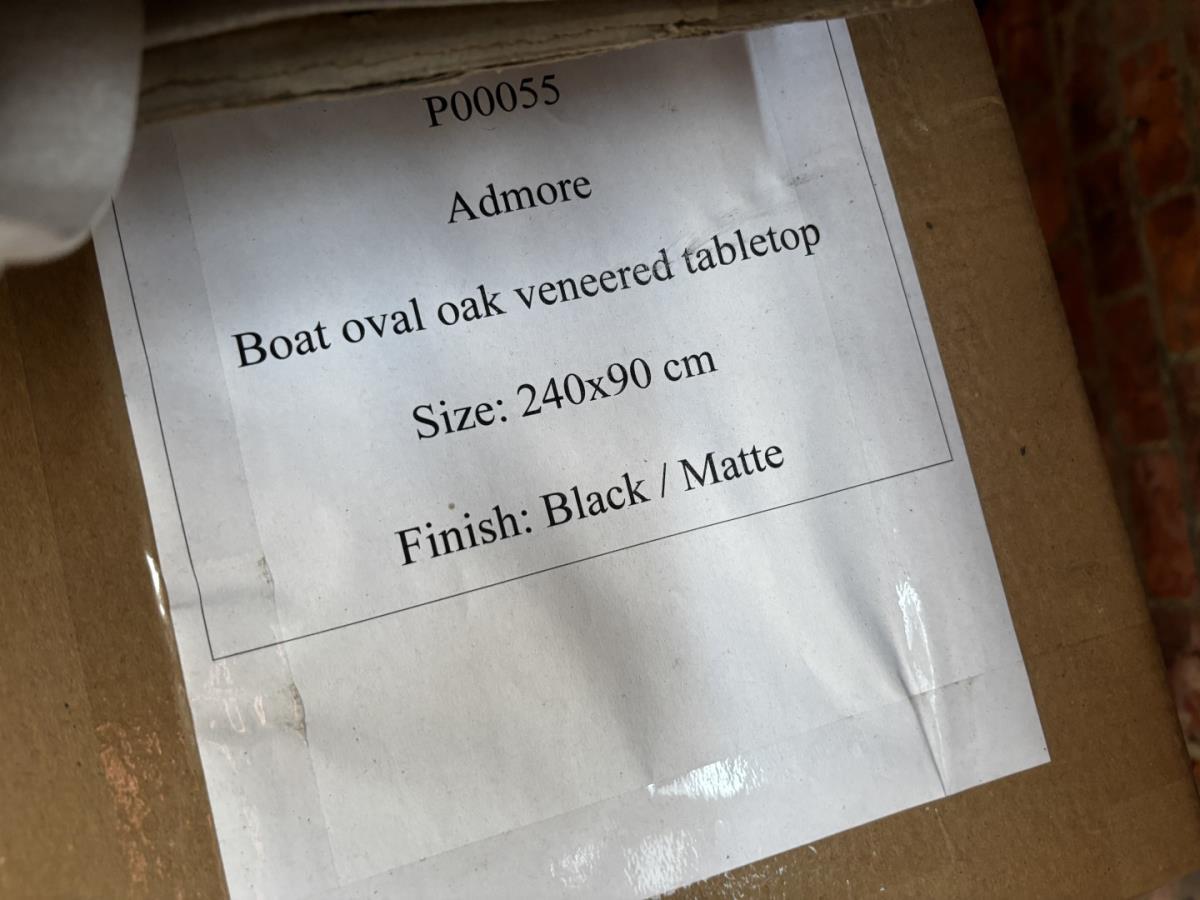 P00055
Admore
Boat oval oak veneered tabletop
Size: 240x90 cm
Finish: Black / Matte